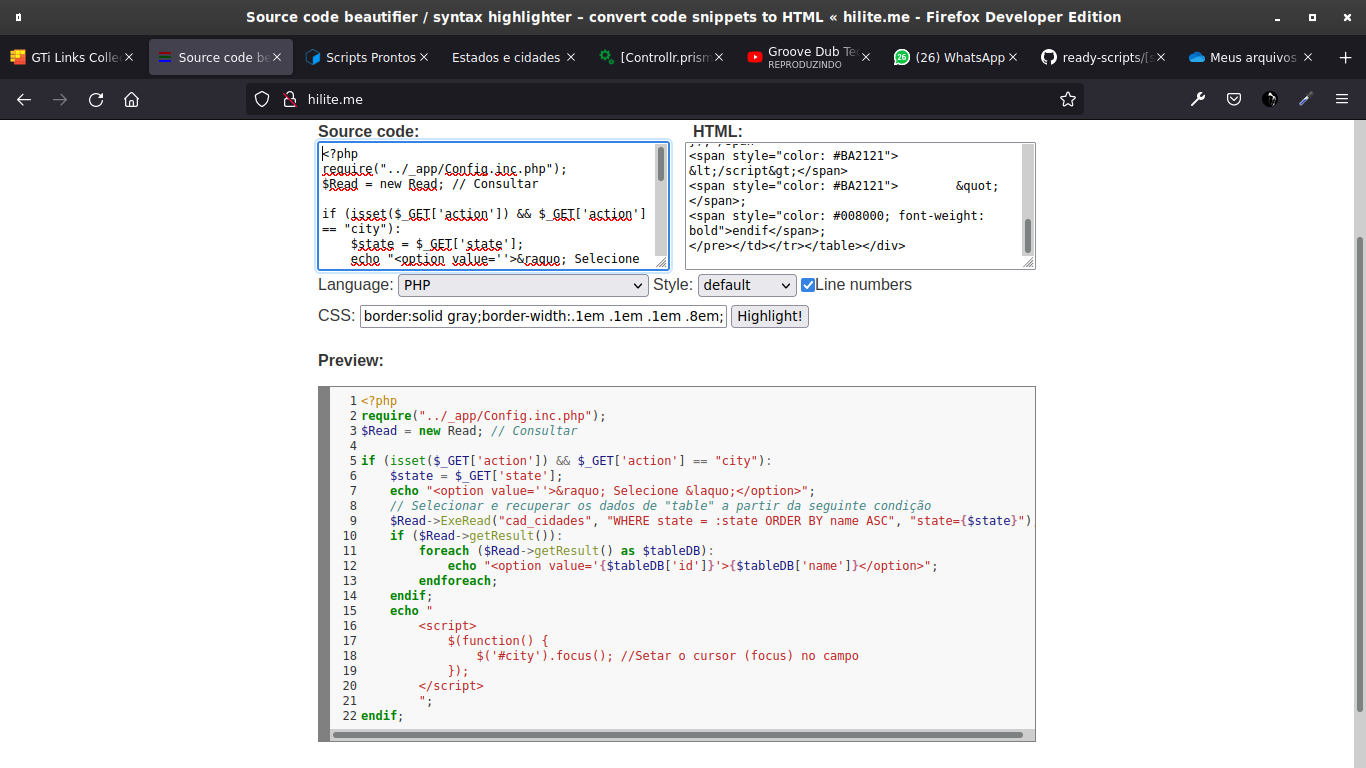 Source code beautifier / syntax highlighter – convert code snippets to HTML « hilite.me - Firefox Developer Edition
GTi Links Colle
Source code be
Scripts Prontos
Estados e cidades
[Controllr.prism
Groove Dub Te
REPRODUZINDO
(26) WhatsApp
ready-scripts/[s
Meus arquivos
hilite.me
Source code:
<?php
require("../_app/Config.inc.php");
$Read = new Read; // Consultar
if (isset($_GET['action']) && $_GET['action']
== "city"):
    $state = $_GET['state'];
    echo "<option value=''>&raquo; Selecione
HTML:
<span style="color: #BA2121">
&lt;/script&gt;</span>
<span style="color: #BA2121">        &quot;
</span>;
<span style="color: #008000; font-weight:
bold">endif</span>;
</pre></td></tr></table></div>
Language: PHP Style: default Line numbers
CSS: border:solid gray;border-width:.1em .1em .1em .8em; Highlight!
Preview:
1 <?php
2 require("../_app/Config.inc.php");
3 $Read = new Read; // Consultar
4
5 if (isset($_GET['action']) && $_GET['action'] == "city"):
6     $state = $_GET['state'];
7     echo "<option value=''>&raquo; Selecione &laquo;</option>";
8     // Selecionar e recuperar os dados de "table" a partir da seguinte condição
9     $Read->ExeRead("cad_cidades", "WHERE state = :state ORDER BY name ASC", "state={$state}")
10     if ($Read->getResult()):
11         foreach ($Read->getResult() as $tableDB):
12             echo "<option value='{$tableDB['id']}'>{$tableDB['name']}</option>";
13         endforeach;
14     endif;
15     echo "
16         <script>
17             $(function() {
18                 $('#city').focus(); //Setar o cursor (focus) no campo
19             });
20         </script>
21         ";
22 endif;